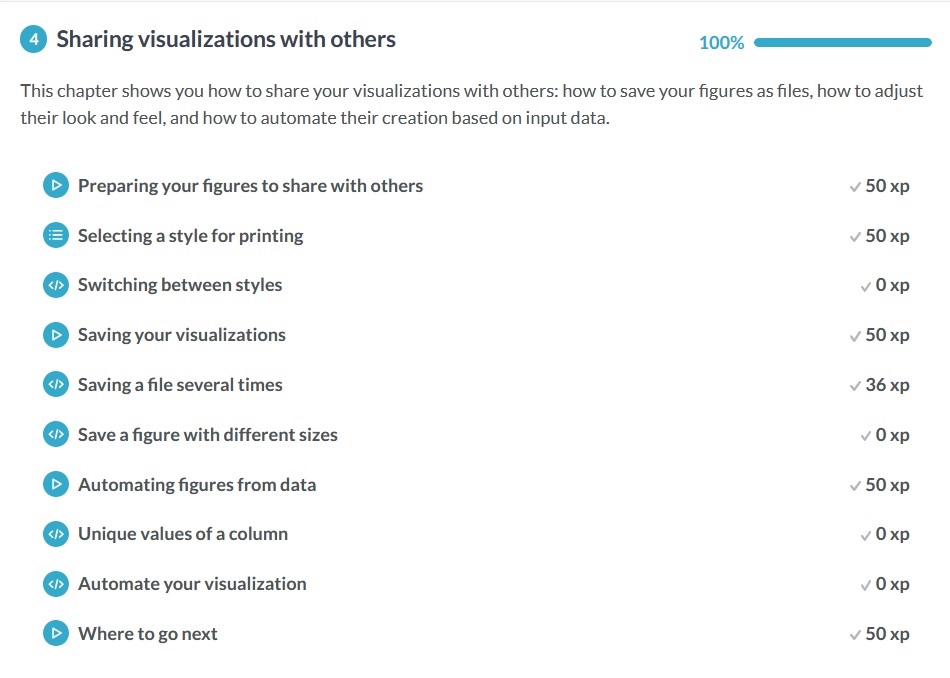 4 Sharing visualizations with others 100%
This chapter shows you how to share your visualizations with others: how to save your figures as files, how to adjust
their look and feel, and how to automate their creation based on input data.
Preparing your figures to share with others 50 xp
Selecting a style for printing 50 xp
</> Switching between styles 0 xp
Saving your visualizations 50 xp
</> Saving a file several times 36 xp
</> Save a figure with different sizes 0 xp
Automating figures from data 50 xp
</> Unique values of a column 0 xp
</> Automate your visualization 0 xp
Where to go next 50 xp